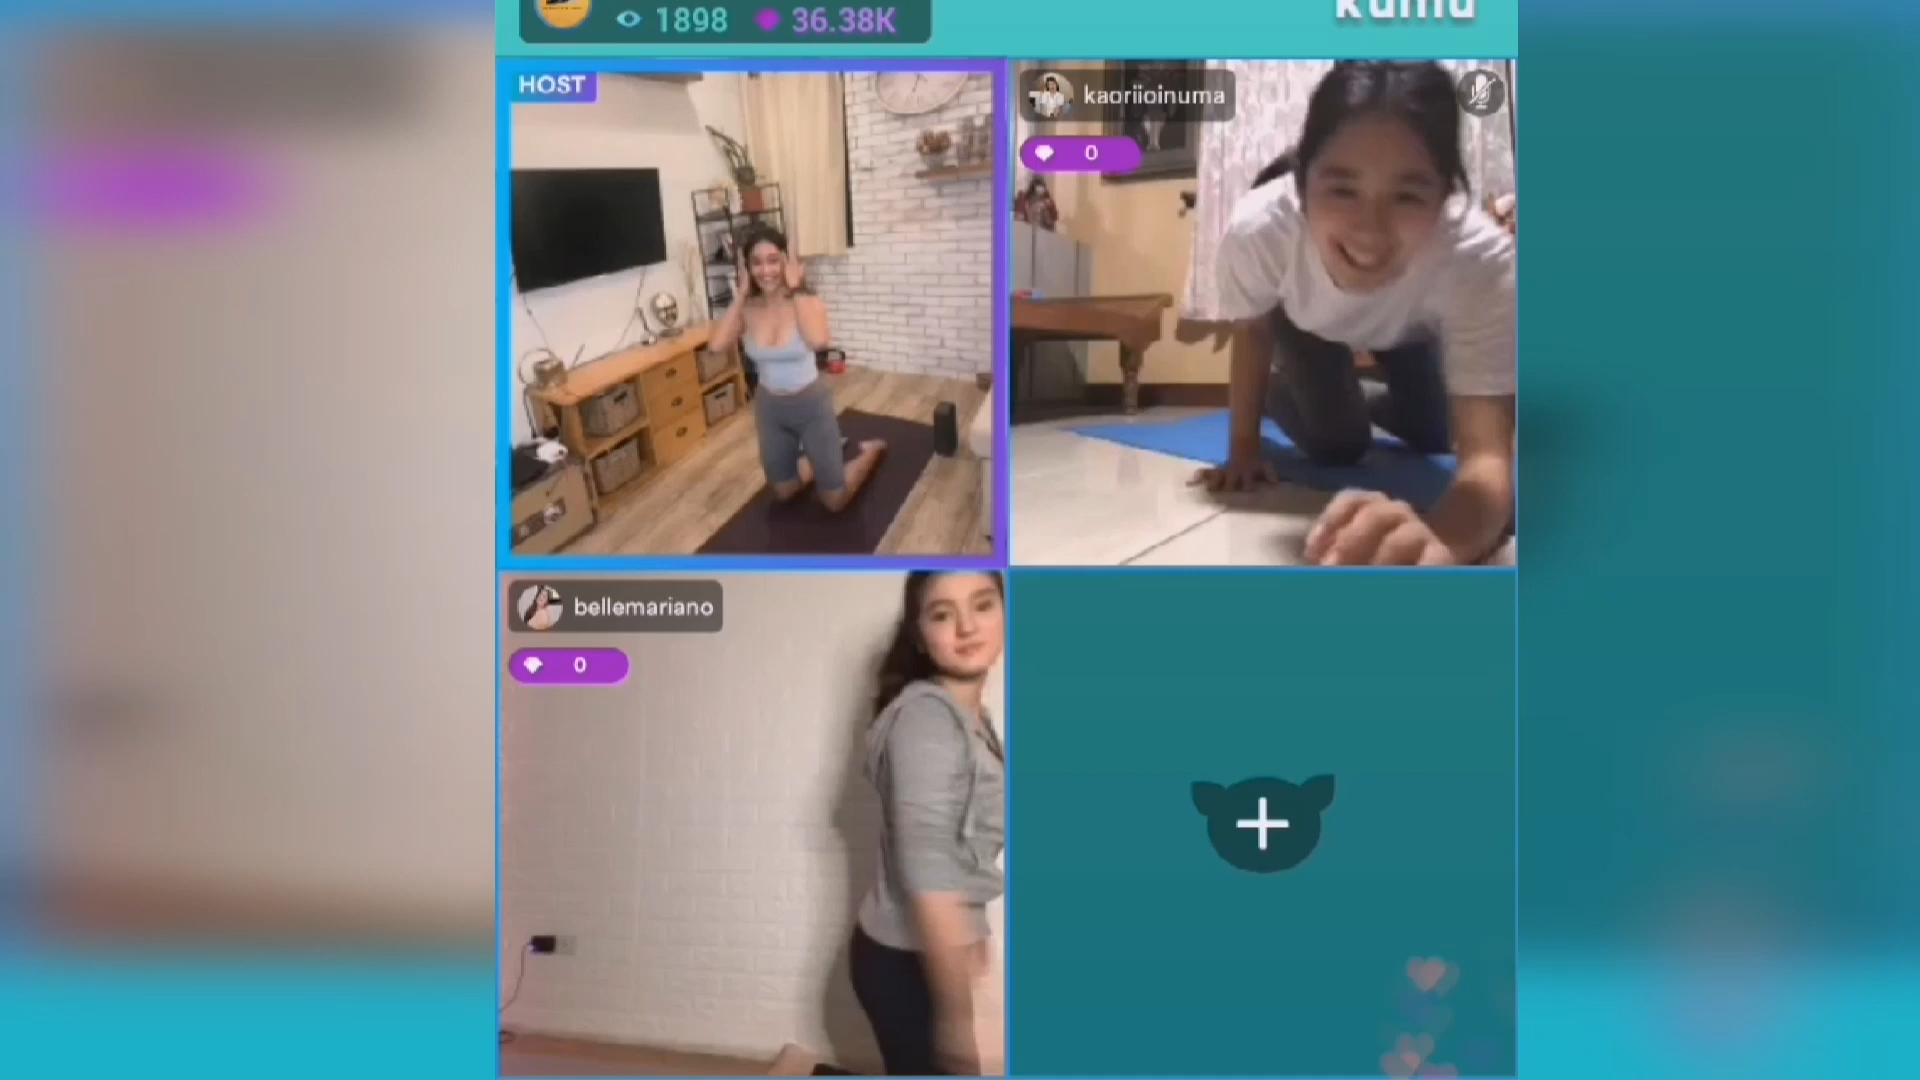 1898 36.38K
kumu
HOST
kaoriioinuma
0
bellemariano
0